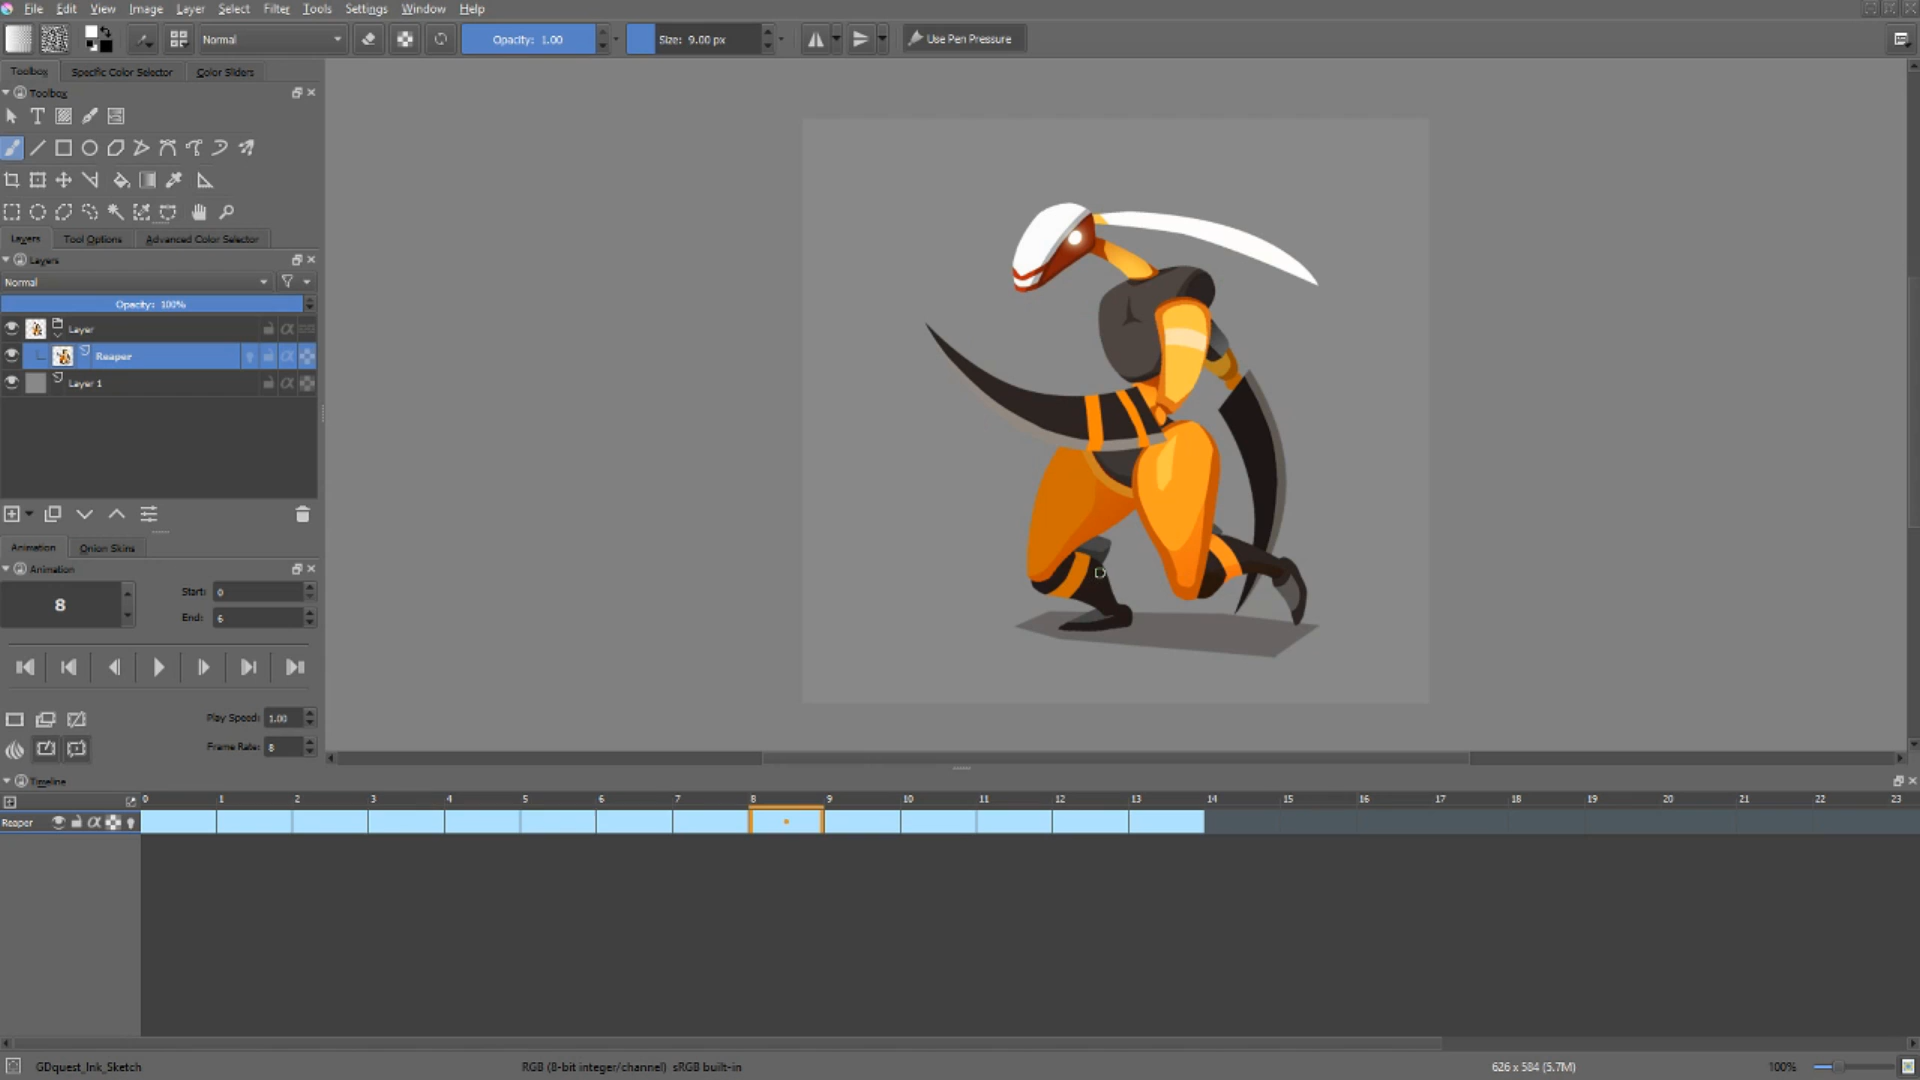 File Edit View Image Layer Select Filter Tools Settings Window Help
Normal Opacity: 1.00 Size: 9.00 px Use Pen Pressure
Toolbox Specific Color Selector Color Sliders
Toolbox
Layers Tool Options Advanced Color Selector
Layers
Normal
Opacity: 100%
Layer
Reaper
Layer 1
Animation Onion Skins
Animation
8 Start: 0
End: 6
Play Speed: 1.00
Frame Rate: 8
Timeline
0 1 2 3 4 5 6 7 8 9 10 11 12 13 14 15 16 17 18 19 20 21 22 23
Reaper
GDquest_Ink_Sketch RGB (8-bit integer/channel) sRGB built-in 626 x 584 (5.7M) 100%